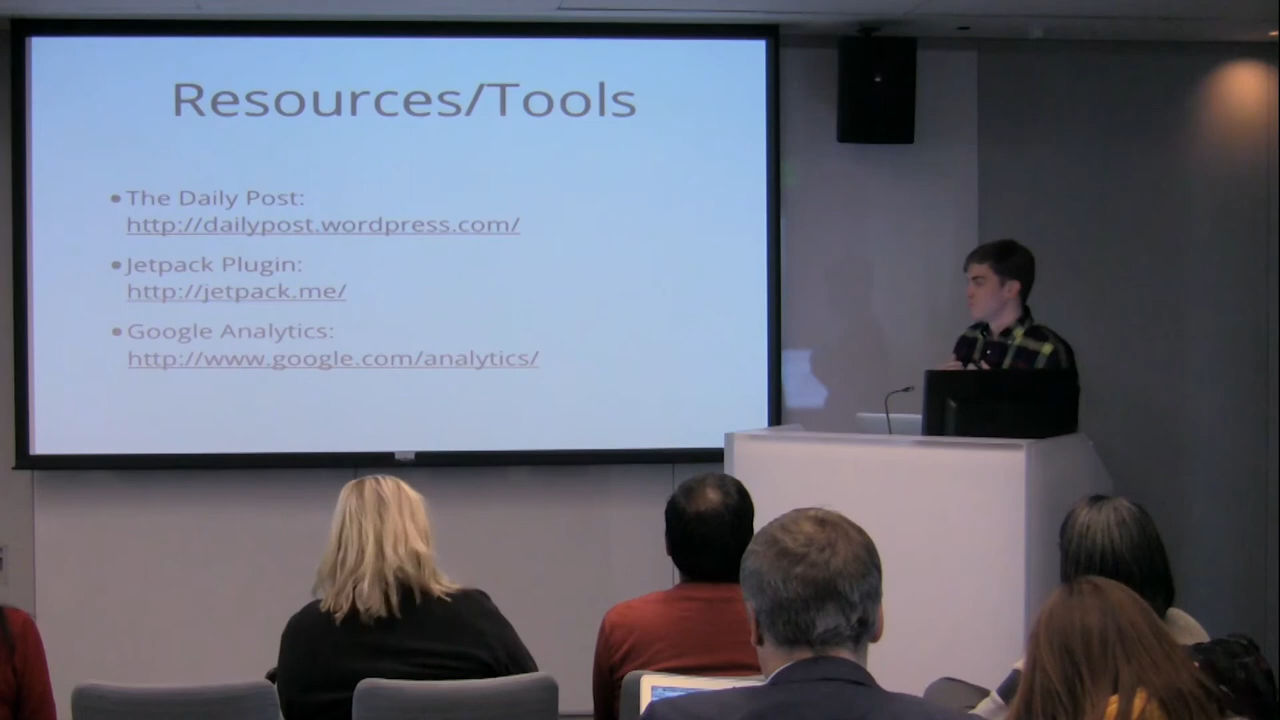 Resources/Tools
•The Daily Post:
http://dailypost.wordpress.com/
•Jetpack Plugin:
http://jetpack.me/
•Google Analytics:
http://www.google.com/analytics/